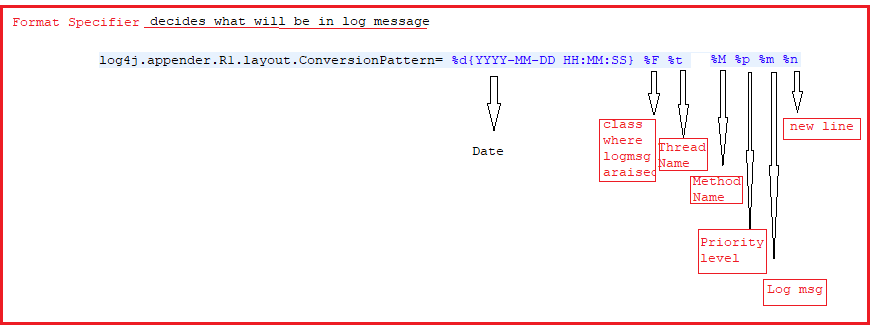 Format Specifier decides what will be in log message
log4j.appender.R1.layout.ConversionPattern= %d{YYYY-MM-DD HH:MM:SS} %F %t %M %p %m %n
Date
class
where
logmsg
araised
Thread
Name
Method
Name
Priority
level
Log msg
new line